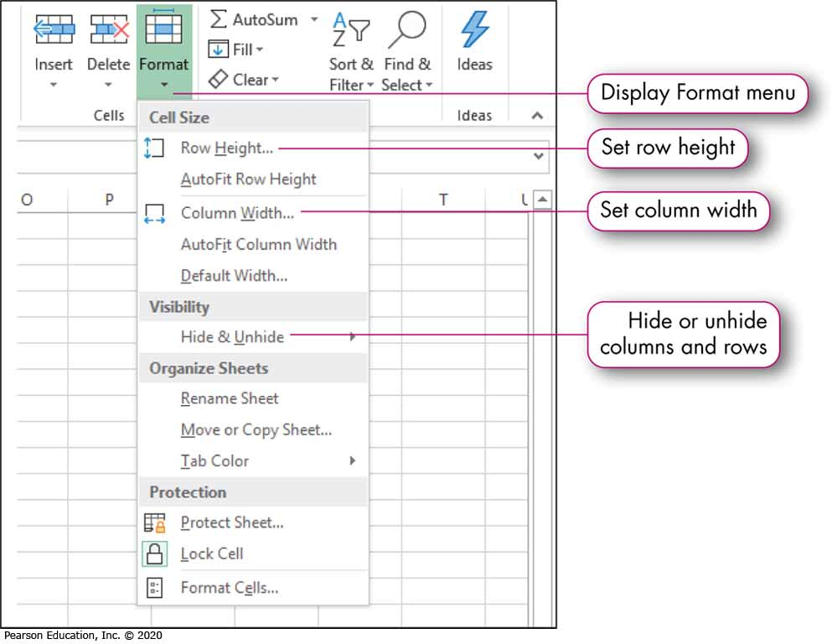 AutoSum
Fill
Clear
Insert Delete Format
Sort & Filter
Find & Select
Ideas
Cells
Ideas
Display Format menu
Cell Size
Row Height...
Set row height
AutoFit Row Height
O P T U
Column Width...
Set column width
AutoFit Column Width
Default Width...
Visibility
Hide & Unhide
Hide or unhide
columns and rows
Organize Sheets
Rename Sheet
Move or Copy Sheet...
Tab Color
Protection
Protect Sheet...
Lock Cell
Format Cells...
Pearson Education, Inc. © 2020